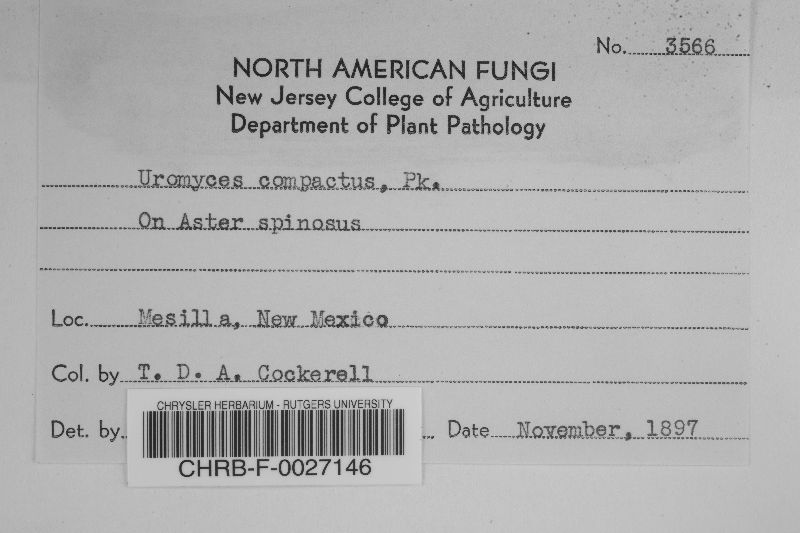 No. 3566
NORTH AMERICAN FUNGI
New Jersey College of Agriculture
Department of Plant Pathology
Uromyces compactus, Pk.
On Aster spinosus
Loc. Mesilla, New Mexico
Col. by T. D. A. Cockerell
Det. by Date November, 1897
CHRYSLER HERBARIUM - RUTGERS UNIVERSITY
CHRB-F-0027146